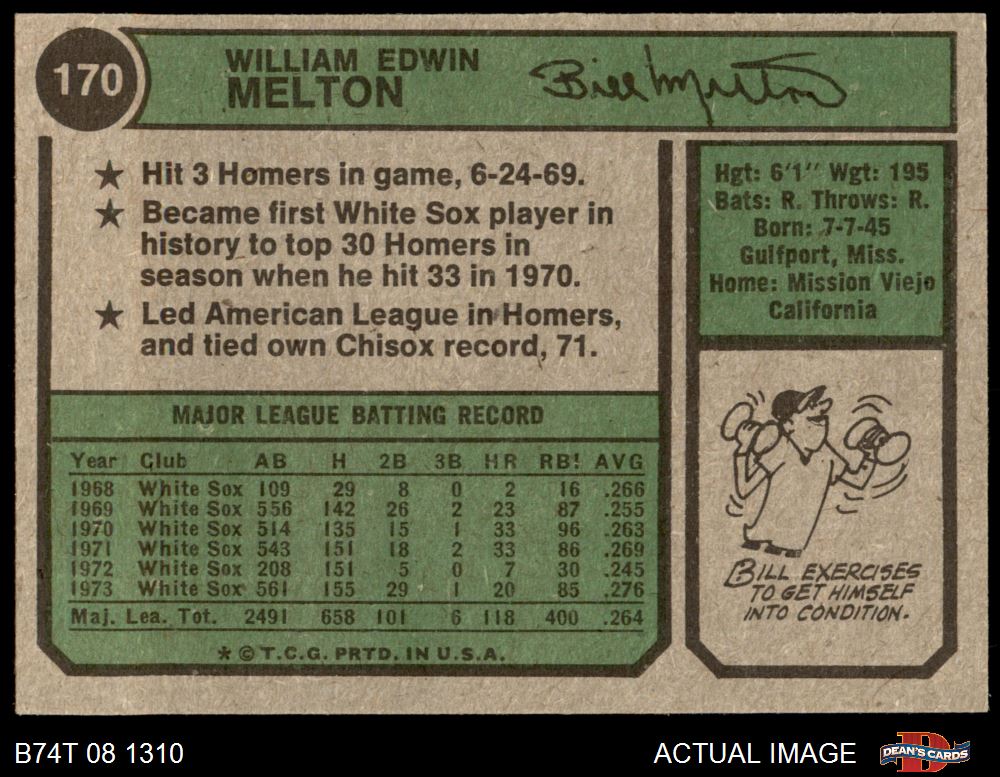 170
WILLIAM EDWIN
MELTON
Bill Melton
★ Hit 3 Homers in game, 6-24-69.
★ Became first White Sox player in
history to top 30 Homers in
season when he hit 33 in 1970.
★ Led American League in Homers,
and tied own Chisox record, 71.
Hgt: 6'1" Wgt: 195
Bats: R. Throws: R.
Born: 7-7-45
Gulfport, Miss.
Home: Mission Viejo
California
MAJOR LEAGUE BATTING RECORD
Year Club AB H 2B 3B HR RBI AVG
1968 White Sox 109 29 8 0 2 16 .266
1969 White Sox 556 142 26 2 23 87 .255
1970 White Sox 514 135 15 1 33 96 .263
1971 White Sox 543 151 18 2 33 86 .269
1972 White Sox 208 151 5 0 7 30 .245
1973 White Sox 561 155 29 1 20 85 .276
Maj. Lea. Tot. 2491 658 101 6 118 400 .264
* © T.C.G. PRTD. IN U.S.A.
BILL EXERCISES
TO GET HIMSELF
INTO CONDITION.
B74T 08 1310
ACTUAL IMAGE
D
DEAN'S CARDS